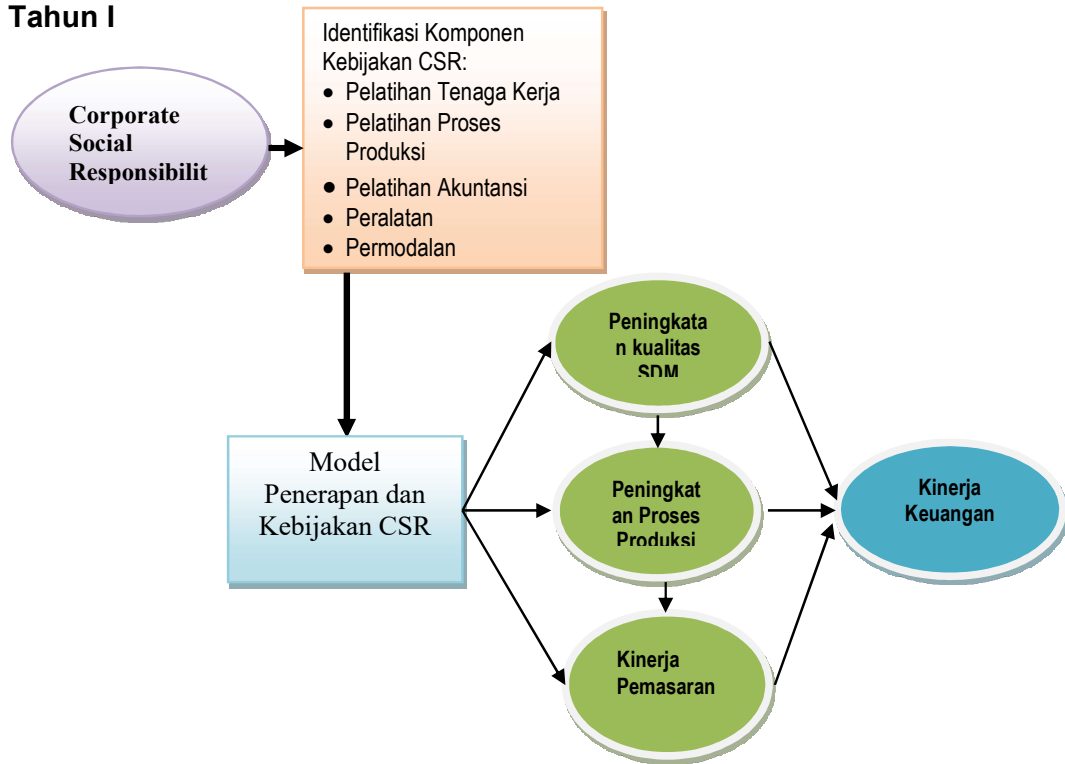 Tahun I
Corporate
Social
Responsibilit
Identifikasi Komponen
Kebijakan CSR:
• Pelatihan Tenaga Kerja
• Pelatihan Proses
Produksi
• Pelatihan Akuntansi
• Peralatan
• Permodalan
Model
Penerapan dan
Kebijakan CSR
Peningkata
n kualitas
SDM
Peningkat
an Proses
Produksi
Kinerja
Pemasaran
Kinerja
Keuangan